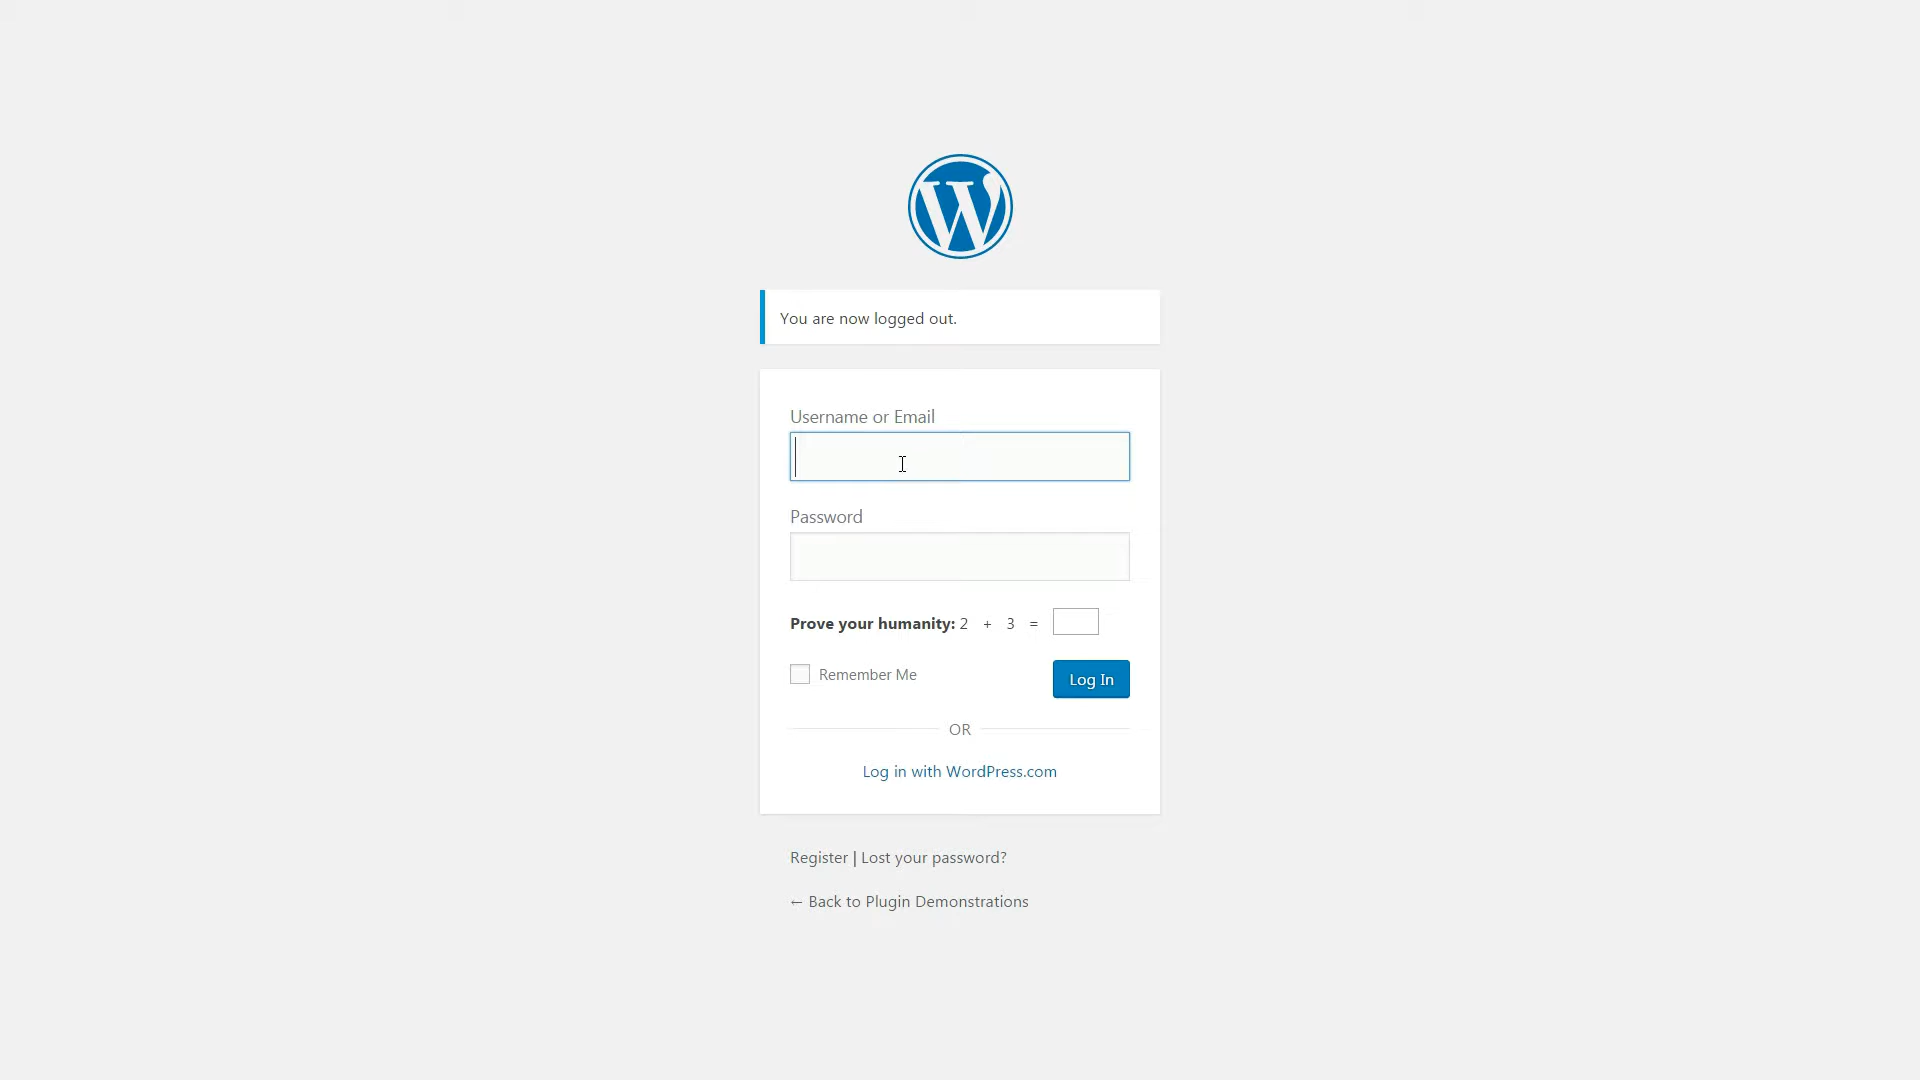 You are now logged out.
Username or Email
Password
Prove your humanity: 2 + 3 =
Remember Me
Log In
OR
Log in with WordPress.com
Register | Lost your password?
← Back to Plugin Demonstrations